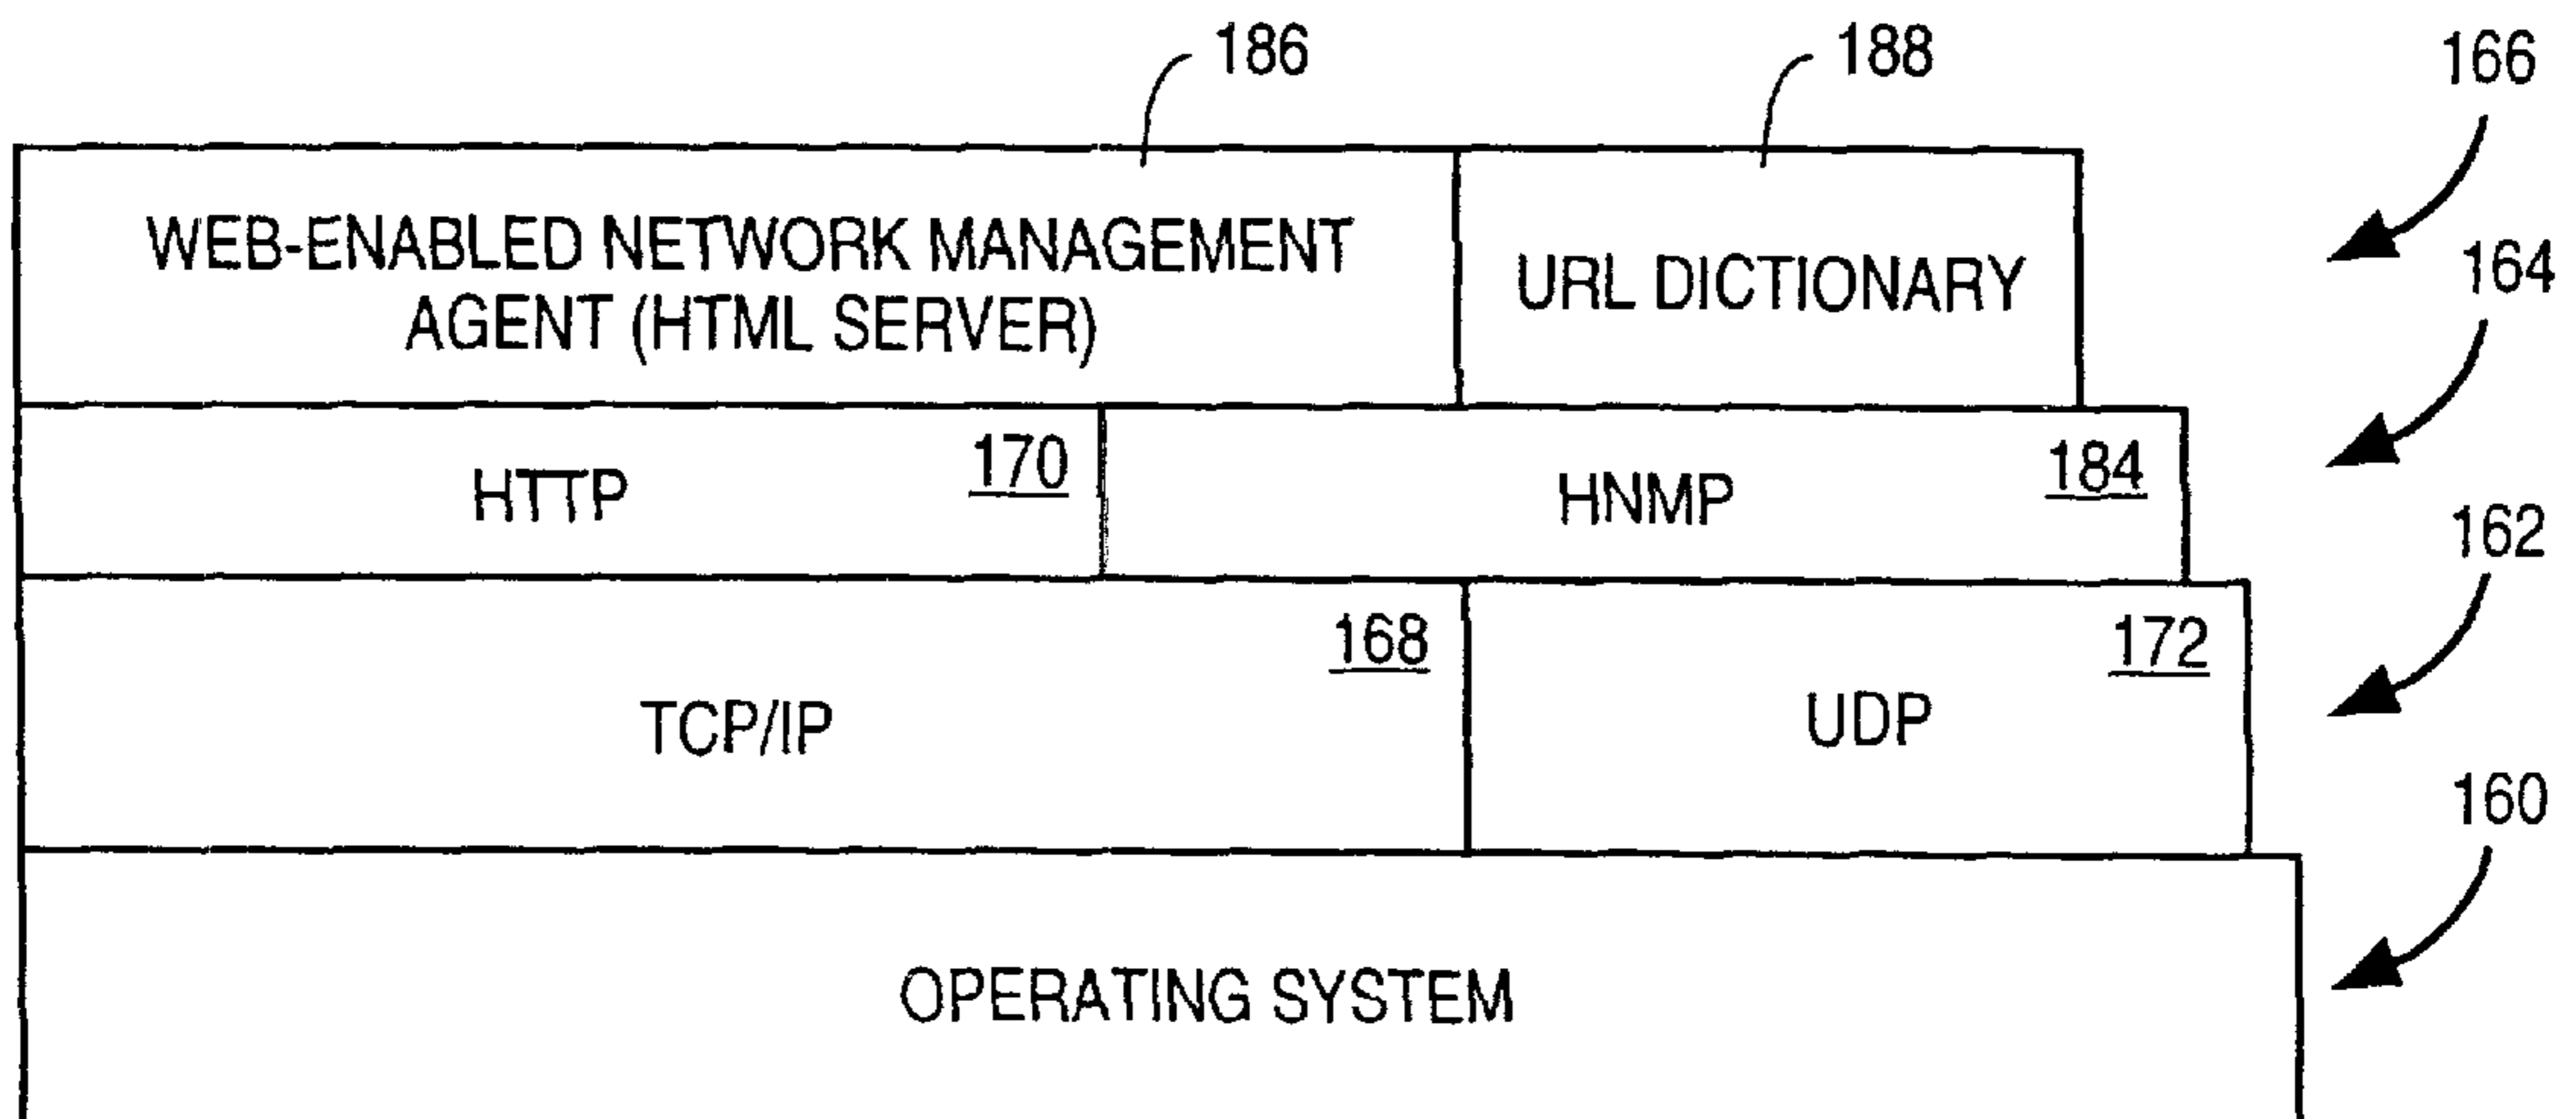 186
188
166
WEB-ENABLED NETWORK MANAGEMENT
AGENT (HTML SERVER)
URL DICTIONARY
164
HTTP
170
HNMP
184
162
TCP/IP
168
UDP
172
160
OPERATING SYSTEM